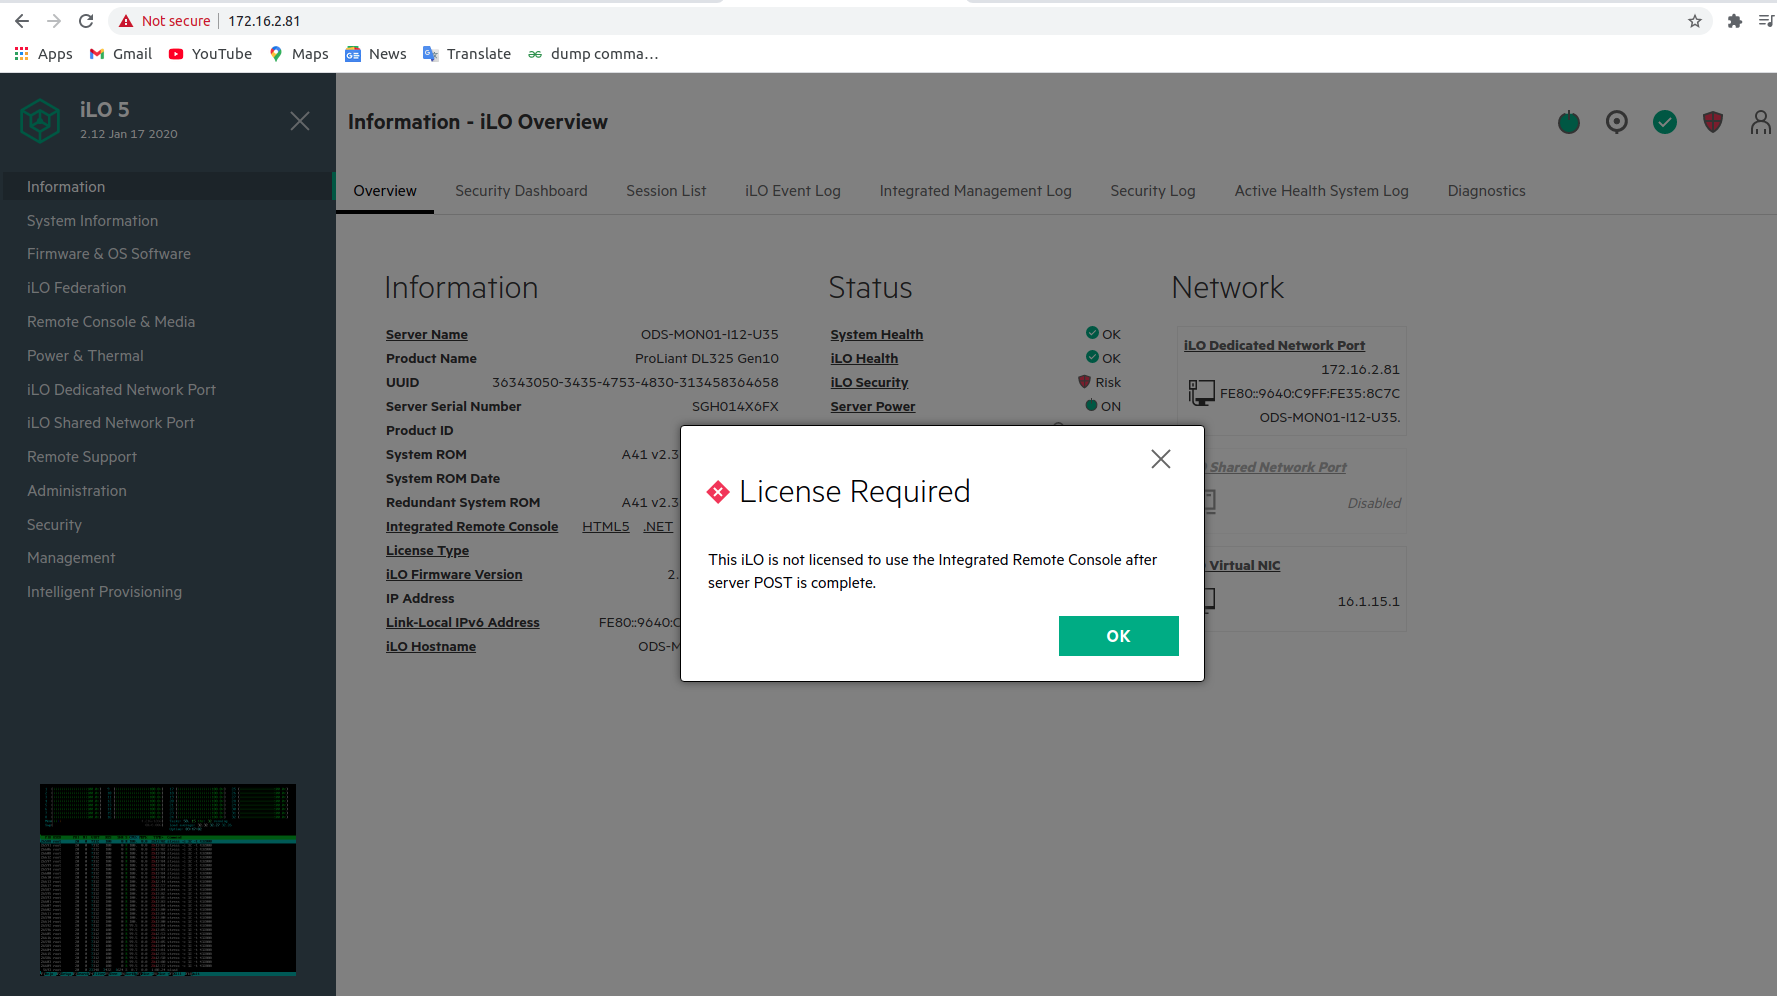 Not secure 172.16.2.81
Apps Gmail YouTube Maps News Translate dump comma...
iLO 5
2.12 Jan 17 2020
Information
System Information
Firmware & OS Software
iLO Federation
Remote Console & Media
Power & Thermal
iLO Dedicated Network Port
iLO Shared Network Port
Remote Support
Administration
Security
Management
Intelligent Provisioning
Information - iLO Overview
Overview Security Dashboard Session List iLO Event Log Integrated Management Log Security Log Active Health System Log Diagnostics
Information
Server Name ODS-MON01-I12-U35
Product Name ProLiant DL325 Gen10
UUID 36343050-3435-4753-4830-313458364658
Server Serial Number SGH014X6FX
Product ID
System ROM A41 v2.3
System ROM Date
Redundant System ROM A41 v2.3
Integrated Remote Console HTML5 .NET
License Type
iLO Firmware Version 2.
IP Address
Link-Local IPv6 Address FE80::9640:C
iLO Hostname ODS-M
Status
System Health OK
iLO Health OK
iLO Security Risk
Server Power ON
Network
iLO Dedicated Network Port
172.16.2.81
FE80::9640:C9FF:FE35:8C7C
ODS-MON01-I12-U35.
Shared Network Port
Disabled
Virtual NIC
16.1.15.1
License Required
This iLO is not licensed to use the Integrated Remote Console after
server POST is complete.
OK